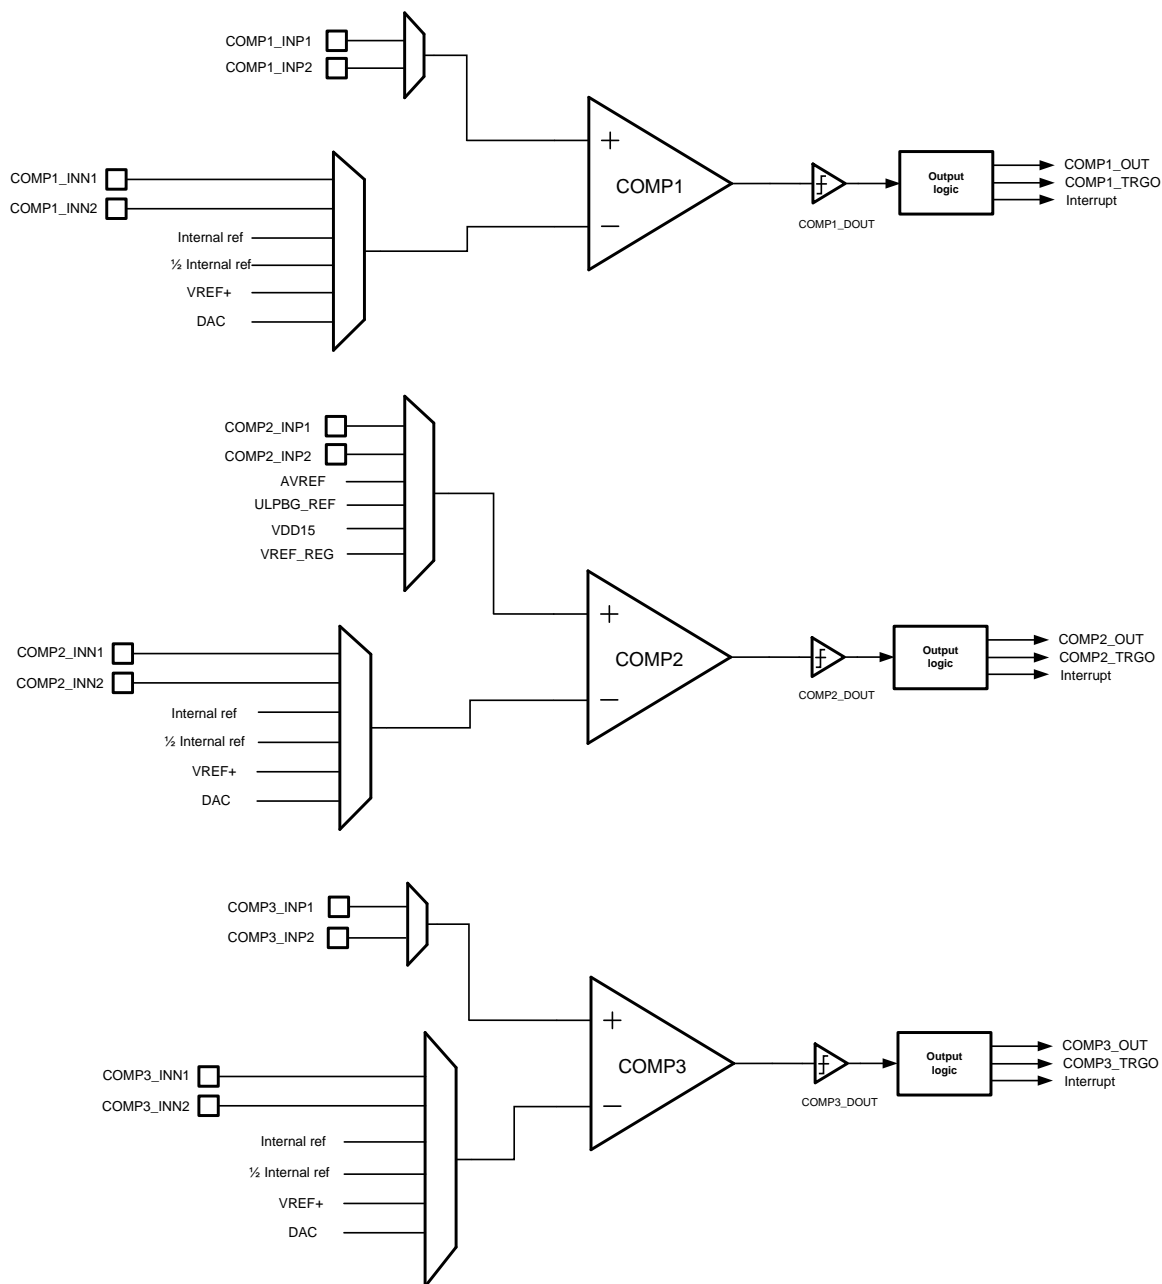 COMP1_INP1
COMP1_INP2
COMP1_INN1
COMP1_INN2
Internal ref
½ Internal ref
VREF+
DAC
+
COMP1
−
COMP1_DOUT
Output
logic
COMP1_OUT
COMP1_TRGO
Interrupt
COMP2_INP1
COMP2_INP2
AVREF
ULPBG_REF
VDD15
VREF_REG
COMP2_INN1
COMP2_INN2
Internal ref
½ Internal ref
VREF+
DAC
+
COMP2
−
COMP2_DOUT
Output
logic
COMP2_OUT
COMP2_TRGO
Interrupt
COMP3_INP1
COMP3_INP2
COMP3_INN1
COMP3_INN2
Internal ref
½ Internal ref
VREF+
DAC
+
COMP3
−
COMP3_DOUT
Output
logic
COMP3_OUT
COMP3_TRGO
Interrupt